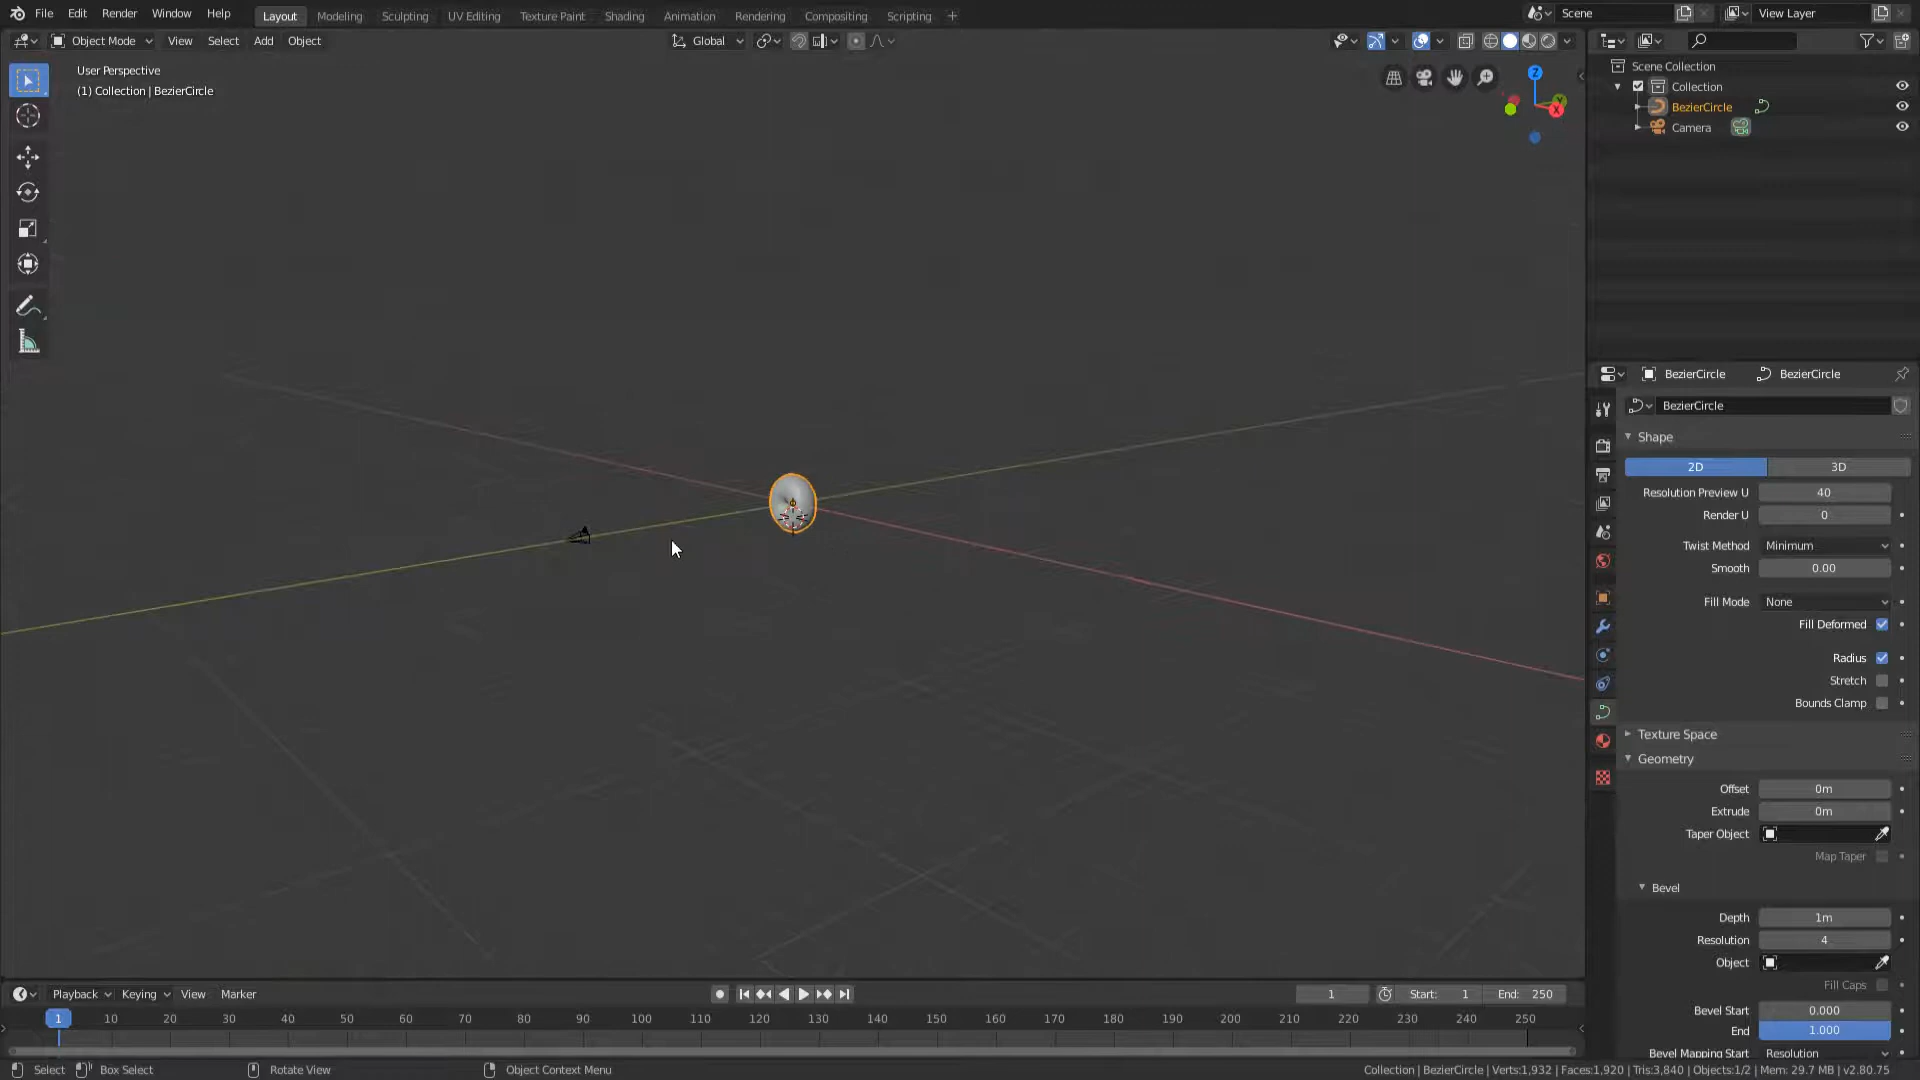 File Edit Render Window Help Layout Modeling Sculpting UV Editing Texture Paint Shading Animation Rendering Compositing Scripting + Scene View Layer
Object Mode View Select Add Object Global
User Perspective
(1) Collection | BezierCircle
Z
Y
X
Scene Collection
Collection
BezierCircle
Camera
BezierCircle BezierCircle
BezierCircle
Shape
2D 3D
Resolution Preview U 40
Render U 0
Twist Method Minimum
Smooth 0.00
Fill Mode None
Fill Deformed
Radius
Stretch
Bounds Clamp
Texture Space
Geometry
Offset 0m
Extrude 0m
Taper Object
Map Taper
Bevel
Depth 1m
Resolution 4
Object
Fill Caps
Bevel Start 0.000
End 1.000
Bevel Mapping Start Resolution
Playback Keying View Marker 1 Start: 1 End: 250
1 10 20 30 40 50 60 70 80 90 100 110 120 130 140 150 160 170 180 190 200 210 220 230 240 250
Select Box Select Rotate View Object Context Menu Collection | BezierCircle | Verts:1,932 | Faces:1,920 | Tris:3,840 | Objects:1/2 | Mem: 29.7 MB | v2.80.75